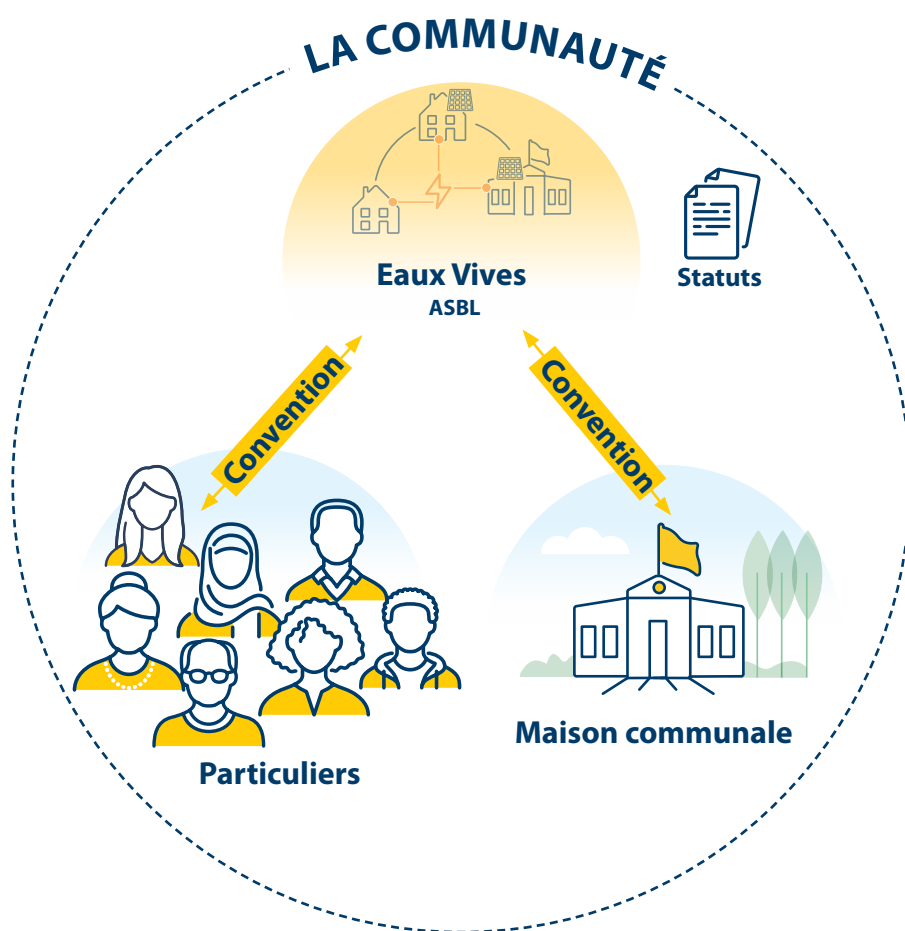 LA COMMUNAUTÉ
Eaux Vives
ASBL
Statuts
Convention
Convention
Particuliers
Maison communale